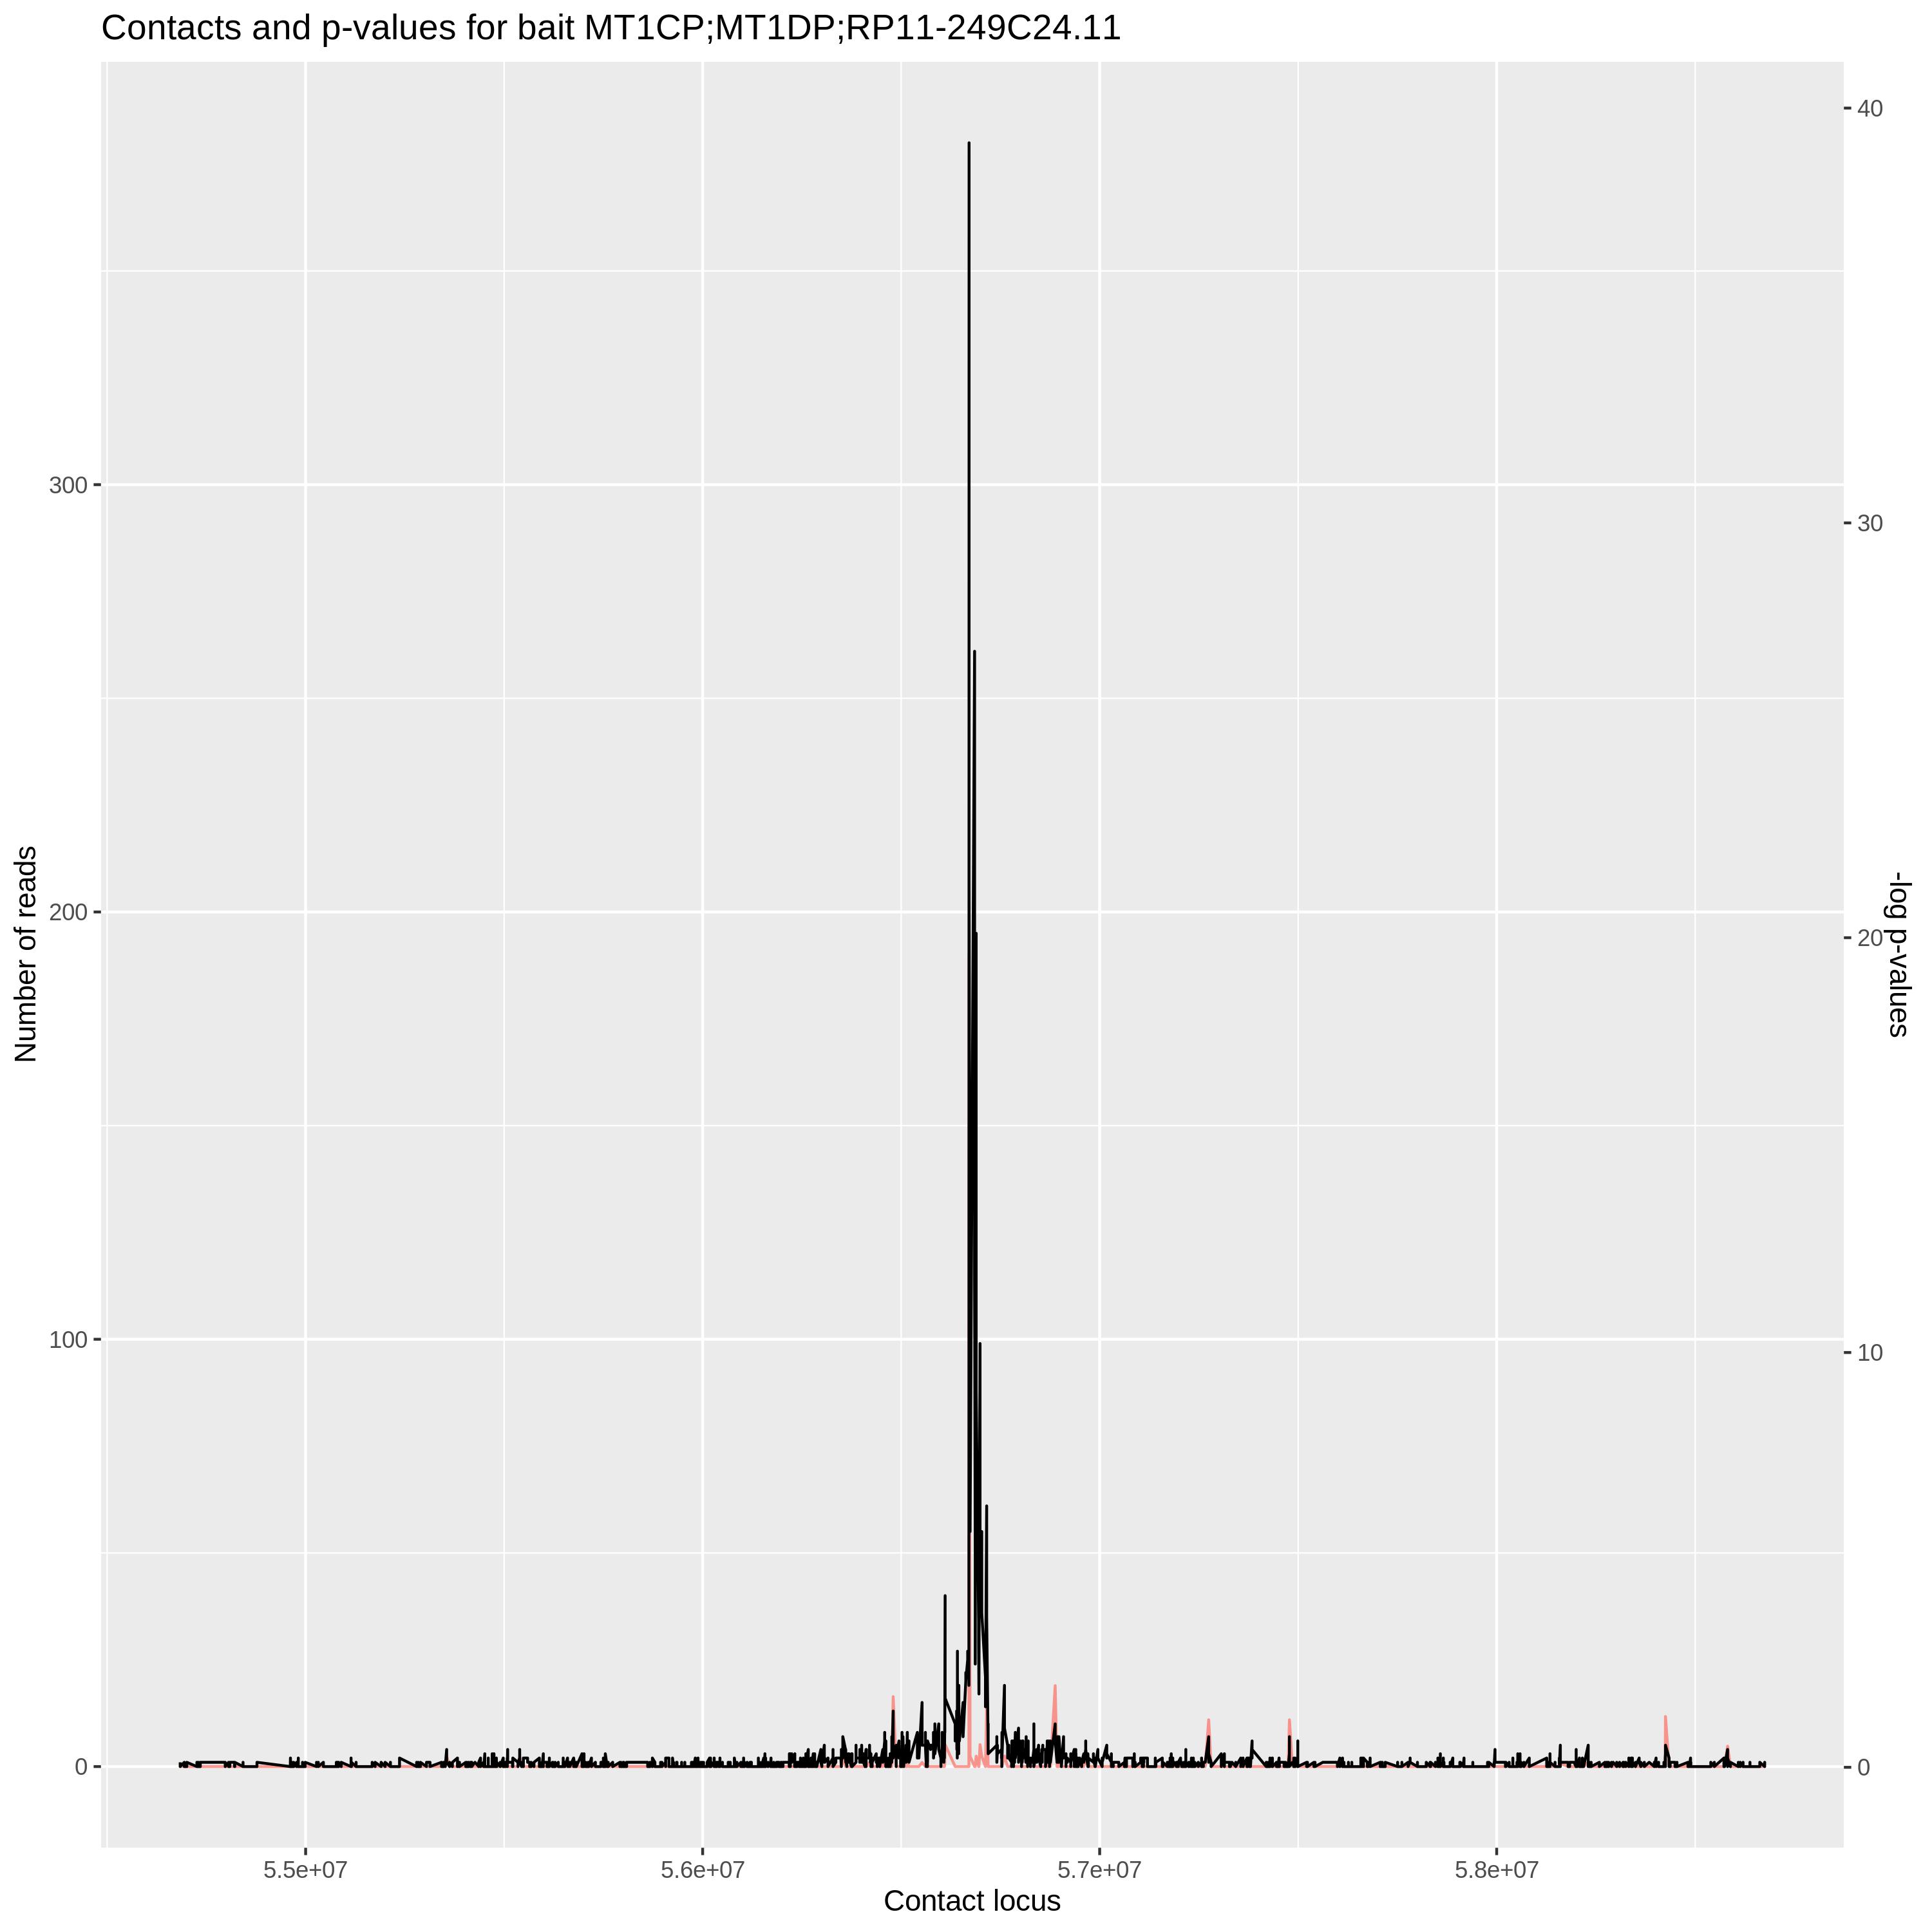 Contacts and p-values for bait MT1CP;MT1DP;RP11-249C24.11
Number of reads
300
200
100
0
40
30
20
10
0
-log p-values
5.5e+07
5.6e+07
5.7e+07
5.8e+07
Contact locus